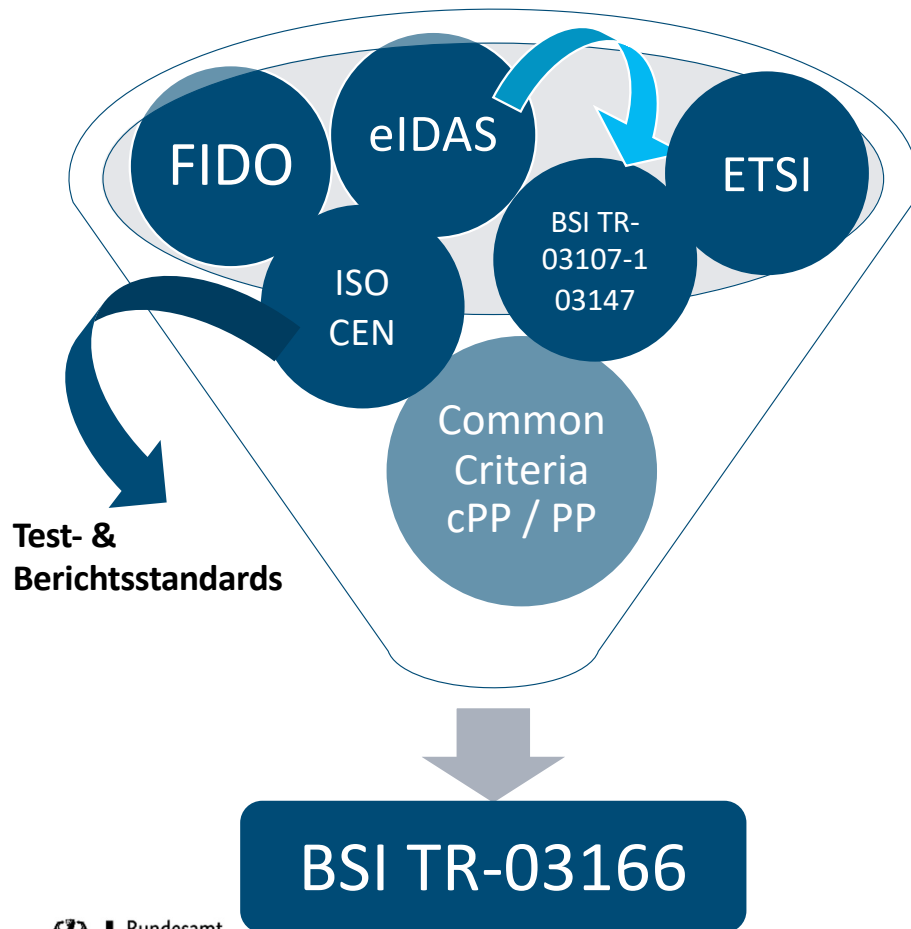 FIDO
eIDAS
ETSI
BSI TR-
03107-1
03147
ISO
CEN
Common
Criteria
cPP / PP
Test- &
Berichtsstandards
BSI TR-03166
Bundesamt